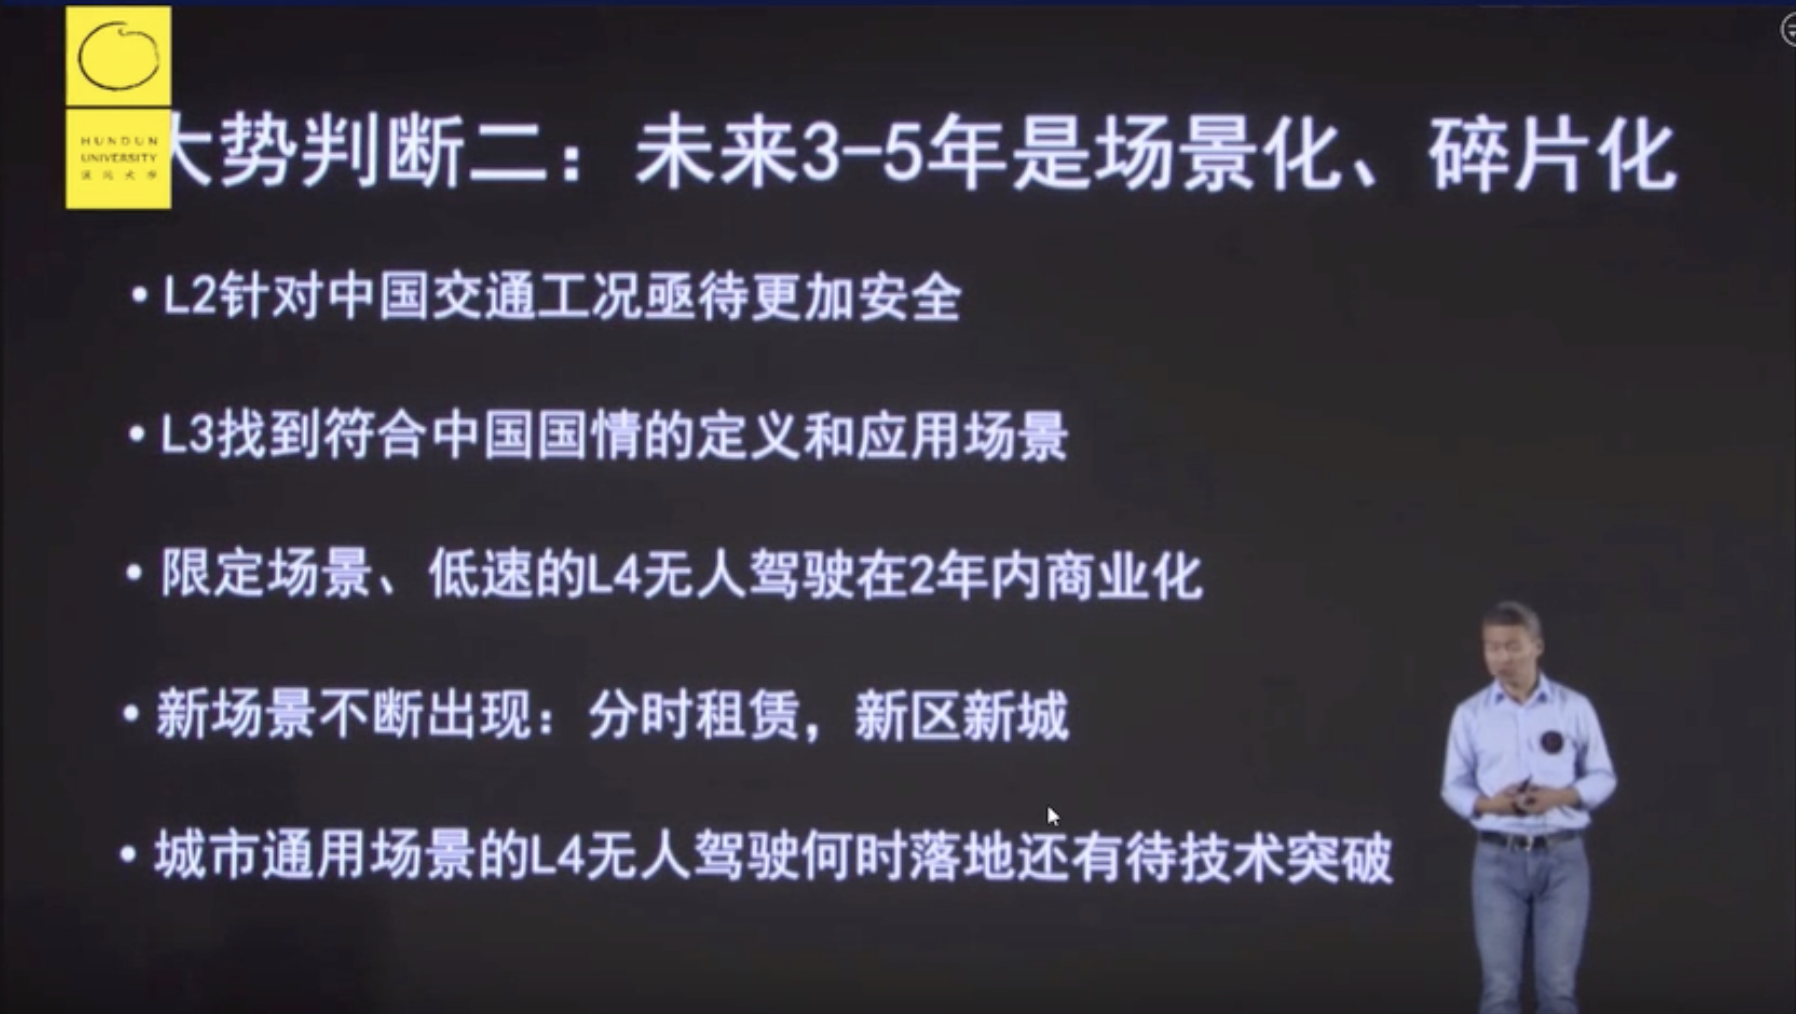 HUNDUN
UNIVERSITY
混沌大学
大势判断二：未来3-5年是场景化、碎片化
• L2针对中国交通工况亟待更加安全
• L3找到符合中国国情的定义和应用场景
• 限定场景、低速的L4无人驾驶在2年内商业化
• 新场景不断出现：分时租赁，新区新城
• 城市通用场景的L4无人驾驶何时落地还有待技术突破